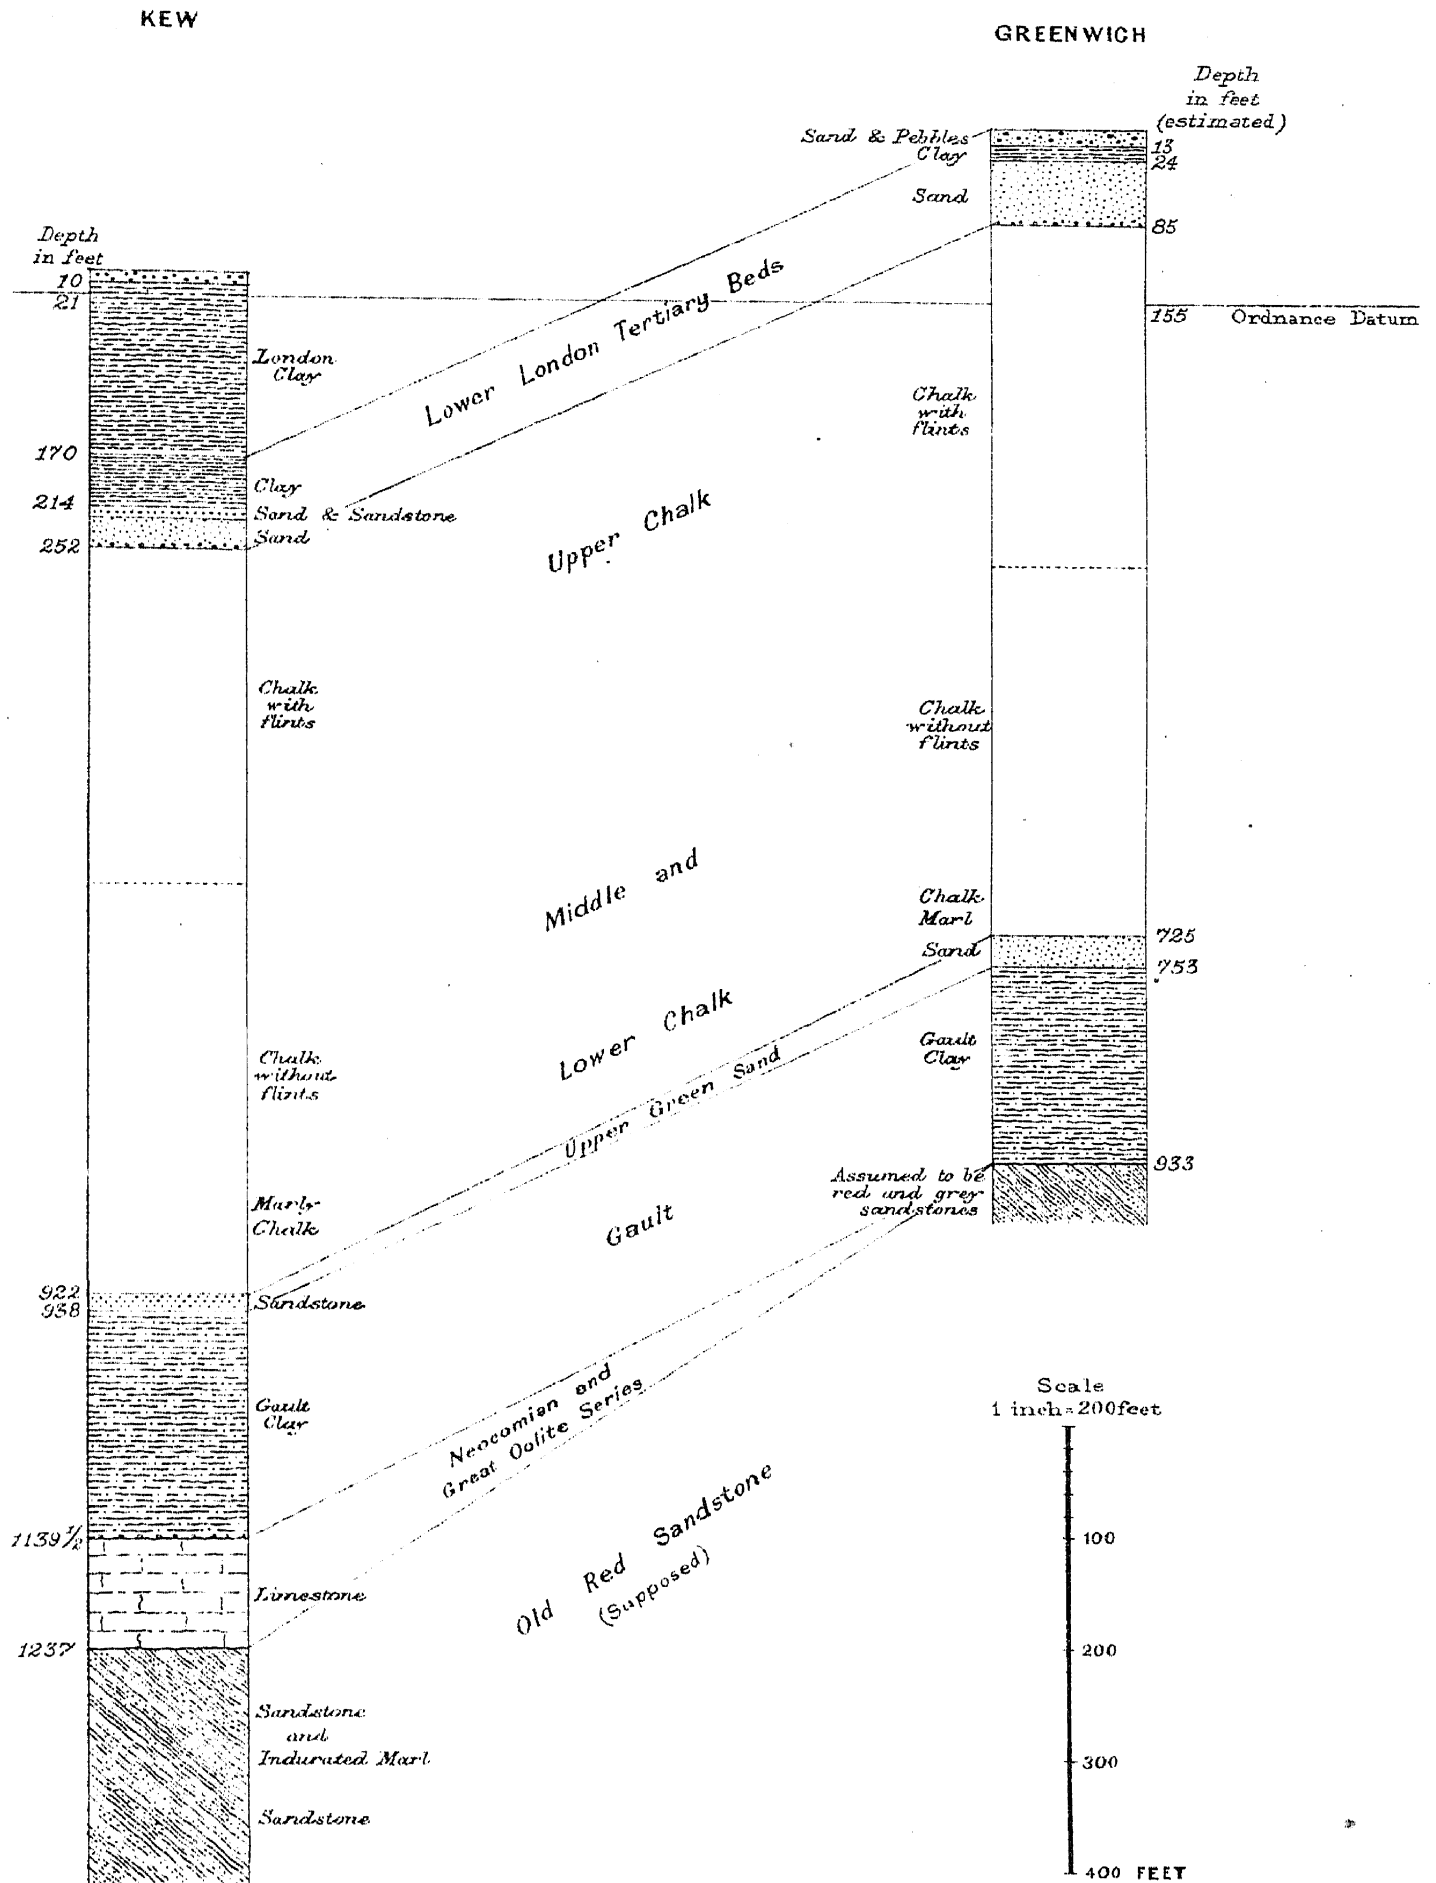 KEW
GREENWICH
Depth
in feet
(estimated)
Sand & Pebbles
Clay
13
24
Sand
85
Depth
in feet
10
21
155 Ordnance Datum
Lower London Tertiary Beds
London
Clay
Chalk
with
flints
170
Clay
214
Sand & Sandstone
Sand
252
Upper Chalk
Chalk
with
flints
Chalk
without
flints
Middle and
Lower Chalk
Chalk
Marl
725
Sand
753
Gault
Clay
Chalk
without
flints
Upper Green Sand
933
Assumed to be
red and grey
sandstones
Marly
Chalk
Gault
922
938
Sandstone
Gault
Clay
Neocomian and
Great Oolite Series
Scale
1 inch=200feet
100
200
300
400 FEET
1139½
Limestone
Old Red Sandstone
(Supposed)
1237
Sandstone
and
Indurated Marl
Sandstone